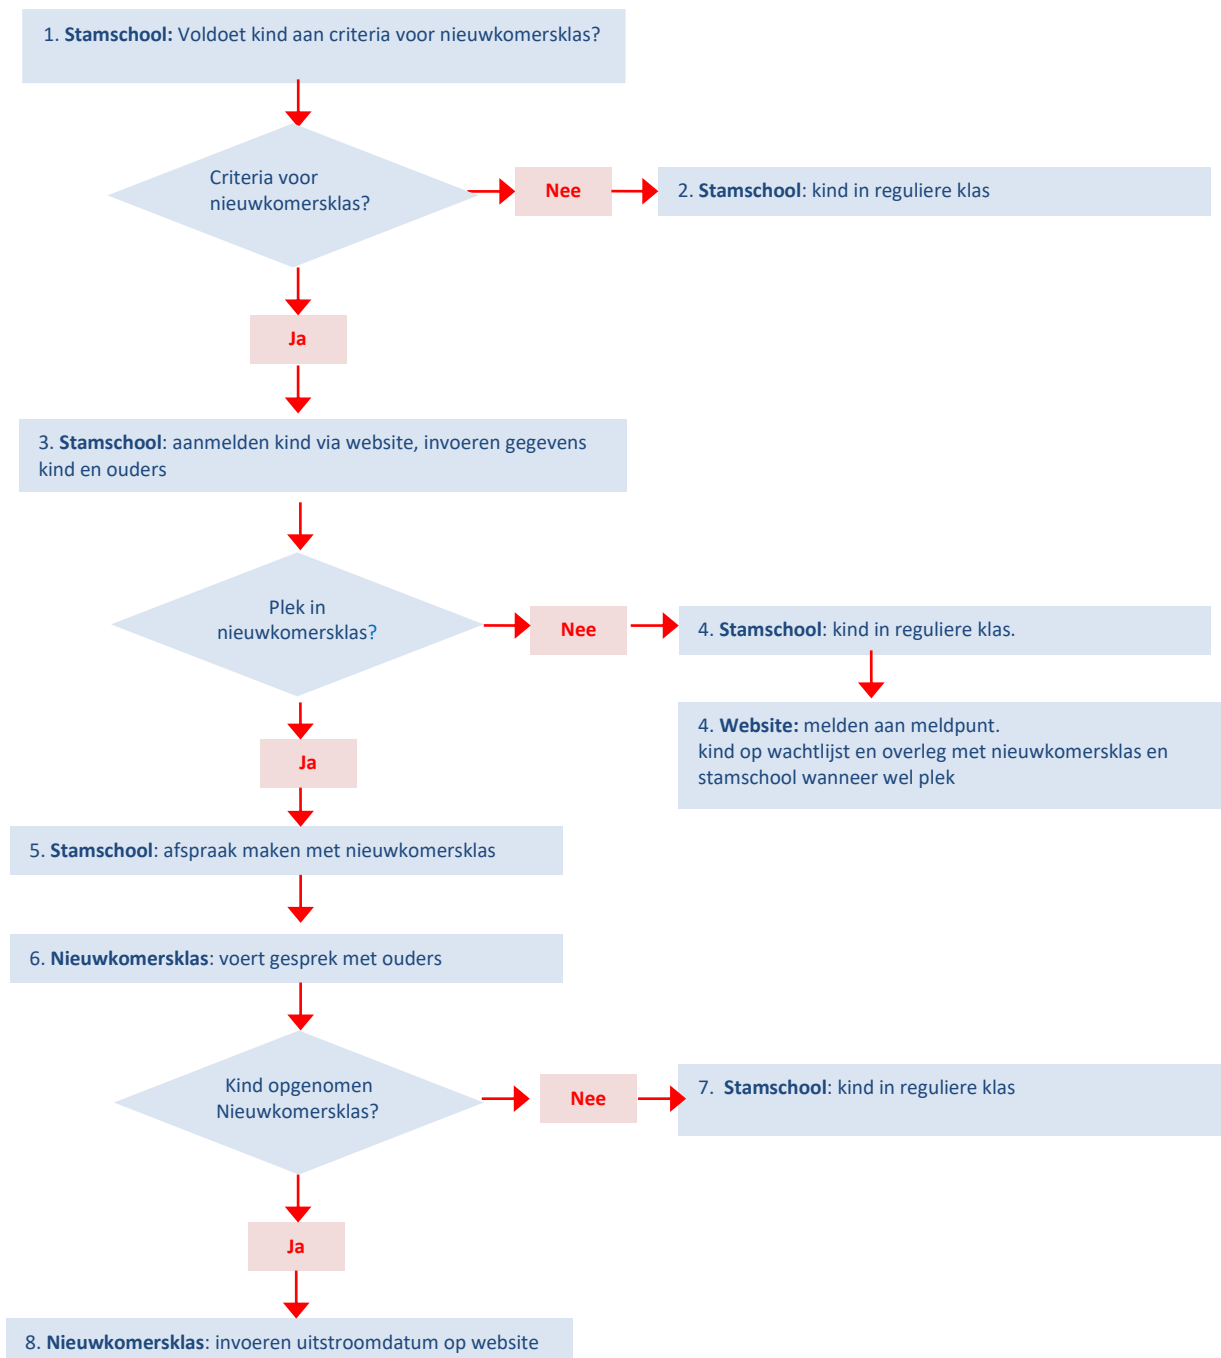 1. Stamschool: Voldoet kind aan criteria voor nieuwkomersklas?
Criteria voor
nieuwkomersklas?
Nee
2. Stamschool: kind in reguliere klas
Ja
3. Stamschool: aanmelden kind via website, invoeren gegevens
kind en ouders
Plek in
nieuwkomersklas?
Nee
4. Stamschool: kind in reguliere klas.
4. Website: melden aan meldpunt.
kind op wachtlijst en overleg met nieuwkomersklas en
stamschool wanneer wel plek
Ja
5. Stamschool: afspraak maken met nieuwkomersklas
6. Nieuwkomersklas: voert gesprek met ouders
Kind opgenomen
Nieuwkomersklas?
Nee
7. Stamschool: kind in reguliere klas
Ja
8. Nieuwkomersklas: invoeren uitstroomdatum op website